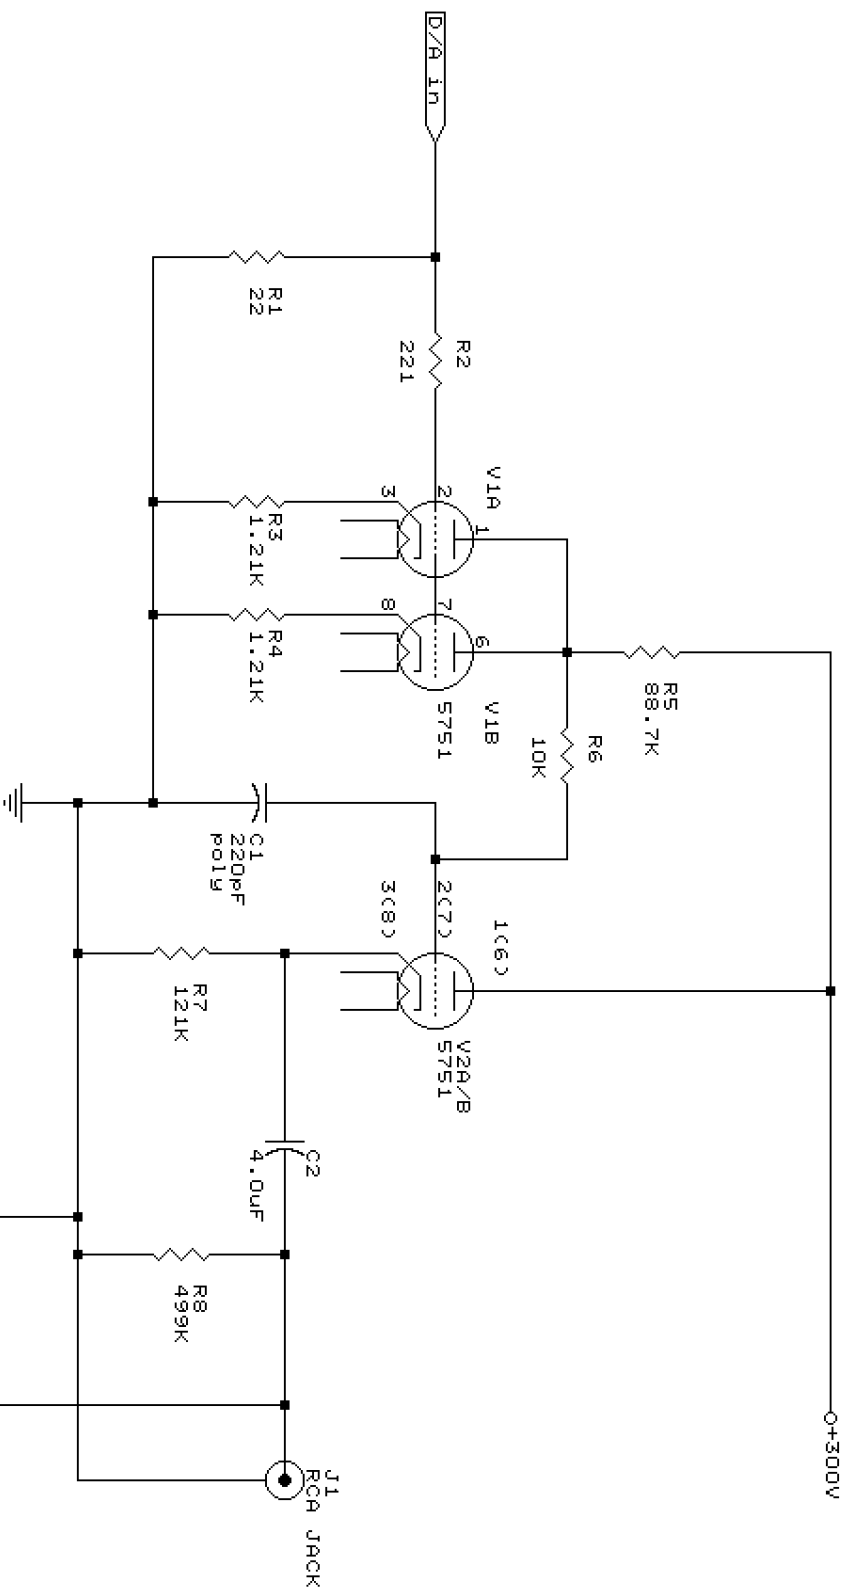 D/A in
R1
22
R2
221
V1A
2
3
1
R3
1.21K
7
8
6
R4
1.21K
V1B
5751
R5
88.7K
R6
10K
C1
220pF
poly
2(7)
3(8)
1(6)
V2A/B
5751
R7
121K
C2
4.0uF
R8
499K
+300V
J1
RCA JACK